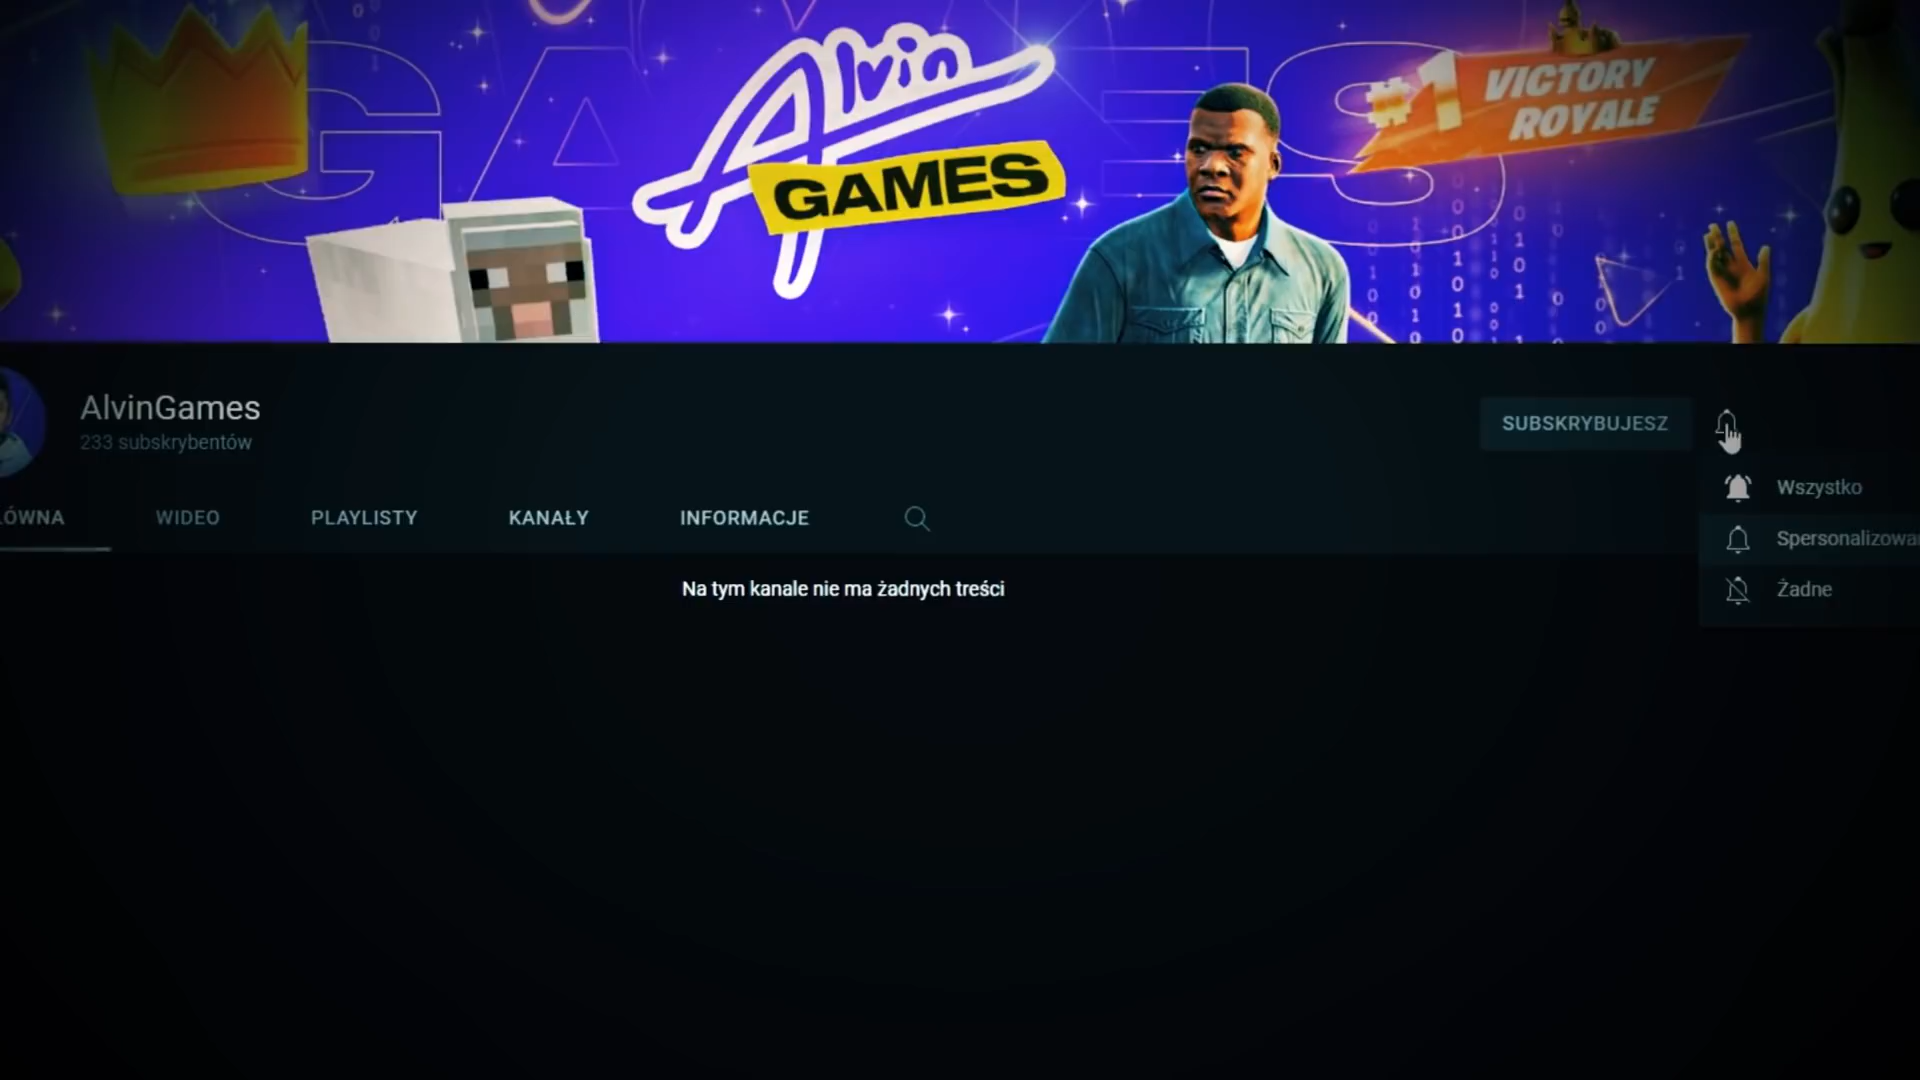 GAMES
Alvin
GAMES
#1 VICTORY
ROYALE
AlvinGames
233 subskrybentów
SUBSKRYBUJESZ
Wszystko
ÓWNA WIDEO PLAYLISTY KANAŁY INFORMACJE
Spersonalizowa
Na tym kanale nie ma żadnych treści
Żadne